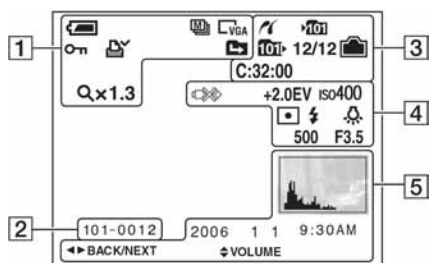 1
M
VGA
101
3
101 12/12
×1.3
C:32:00
+2.0EV ISO400
4
500 F3.5
5
2
101-0012
2006 1 1 9:30AM
BACK/NEXT
VOLUME